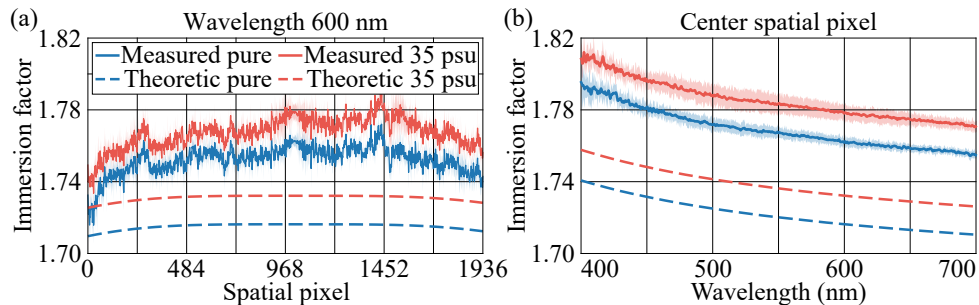 (a) Wavelength 600 nm
Immersion factor
1.82
1.78
1.74
1.70
Measured pure
Measured 35 psu
Theoretic pure
Theoretic 35 psu
0 484 968 1452 1936
Spatial pixel
(b) Center spatial pixel
Immersion factor
1.82
1.78
1.74
1.70
400 500 600 700
Wavelength (nm)